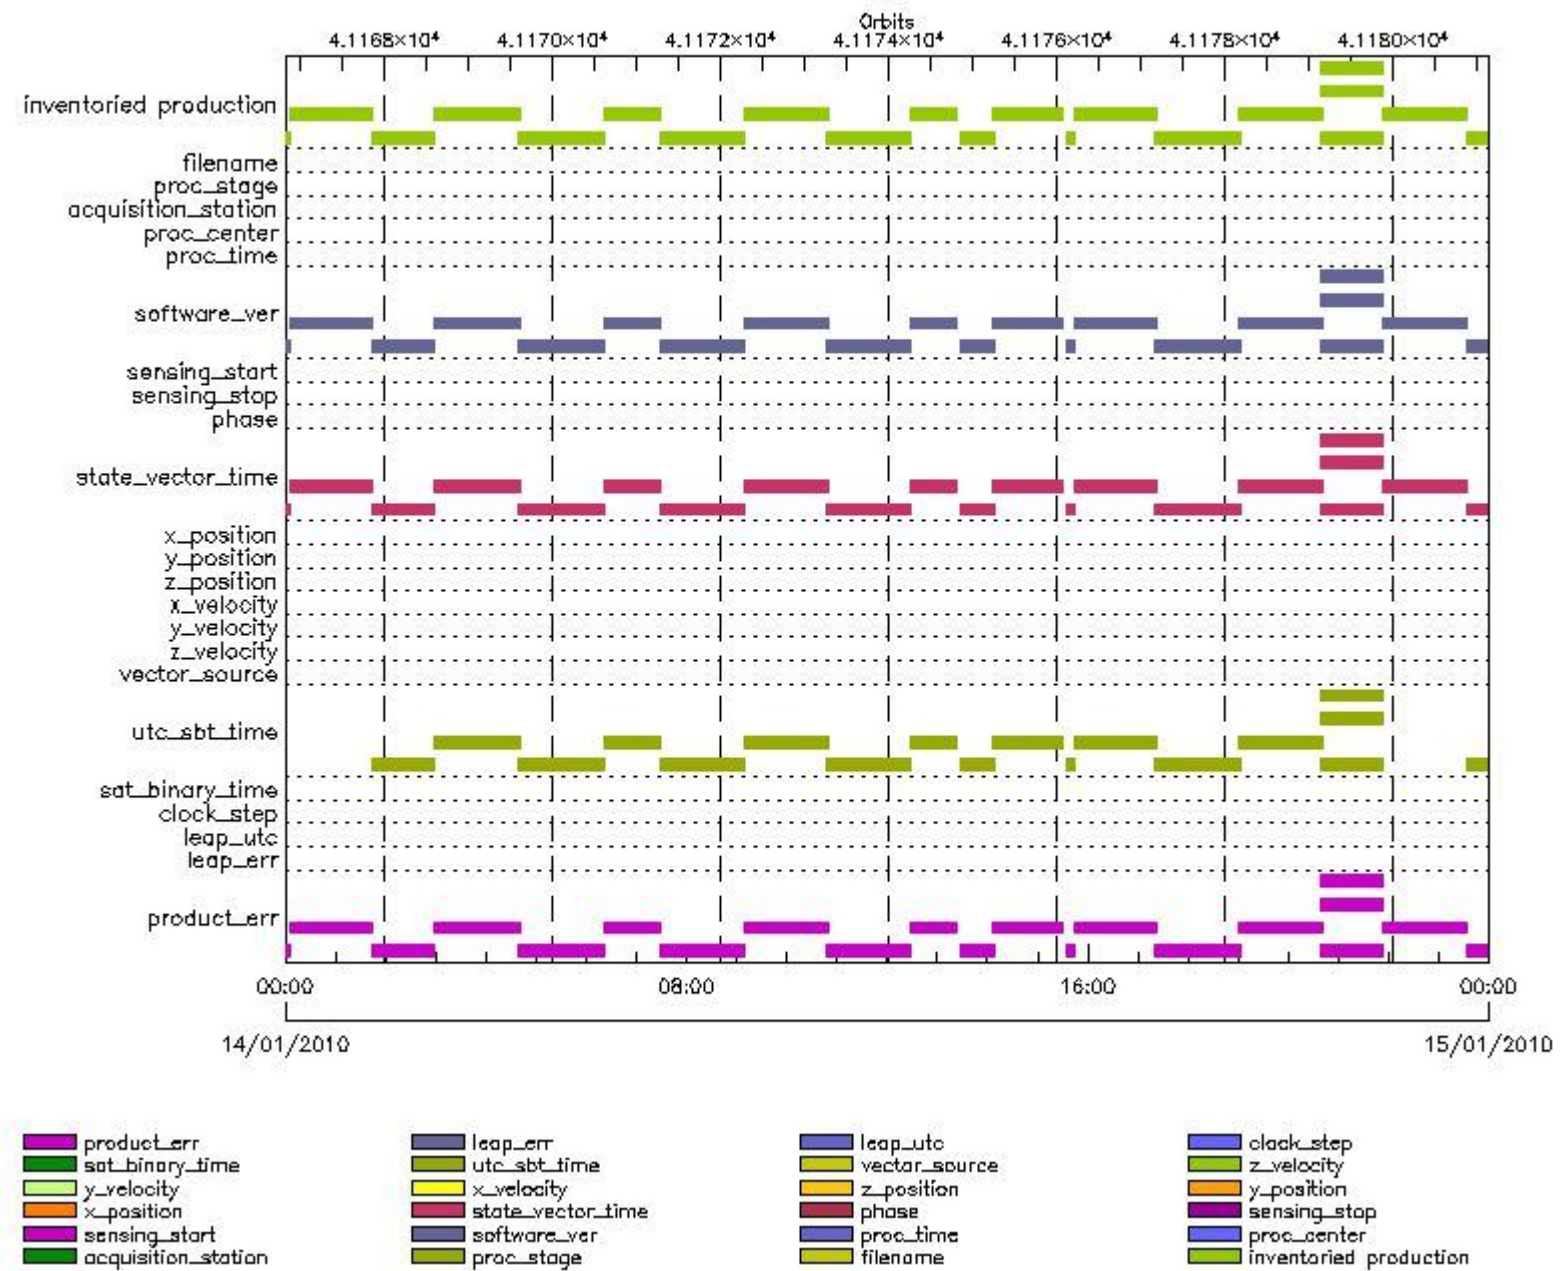 Orbits
4.1168×10⁴ 4.1170×10⁴ 4.1172×10⁴ 4.1174×10⁴ 4.1176×10⁴ 4.1178×10⁴ 4.1180×10⁴
inventoried production
filename
proc_stage
acquisition_station
proc_center
proc_time
software_ver
sensing_start
sensing_stop
phase
state_vector_time
x_position
y_position
z_position
x_velocity
y_velocity
z_velocity
vector_source
utc_sbt_time
sat_binary_time
clock_step
leap_utc
leap_err
product_err
00:00 08:00 16:00 00:00
14/01/2010 15/01/2010
product_err leap_err leap_utc clock_step
sat_binary_time utc_sbt_time vector_source z_velocity
y_velocity x_velocity z_position y_position
x_position state_vector_time phase sensing_stop
sensing_start software_ver proc_time proc_center
acquisition_station proc_stage filename inventoried production